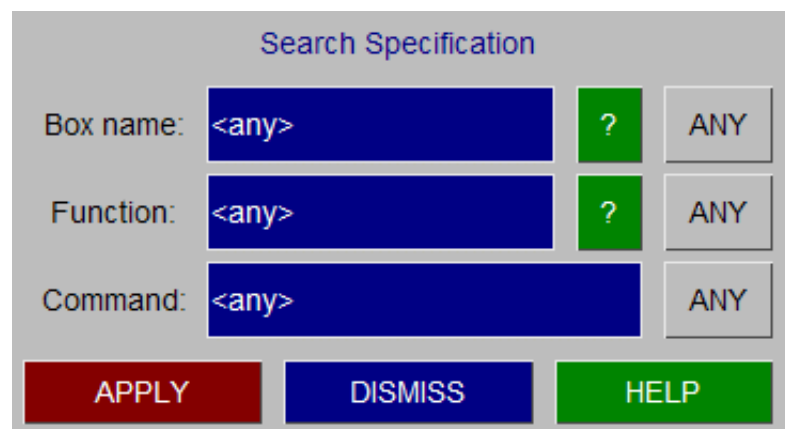 Search Specification
Box name: <any> ? ANY
Function: <any> ? ANY
Command: <any> ANY
APPLY DISMISS HELP